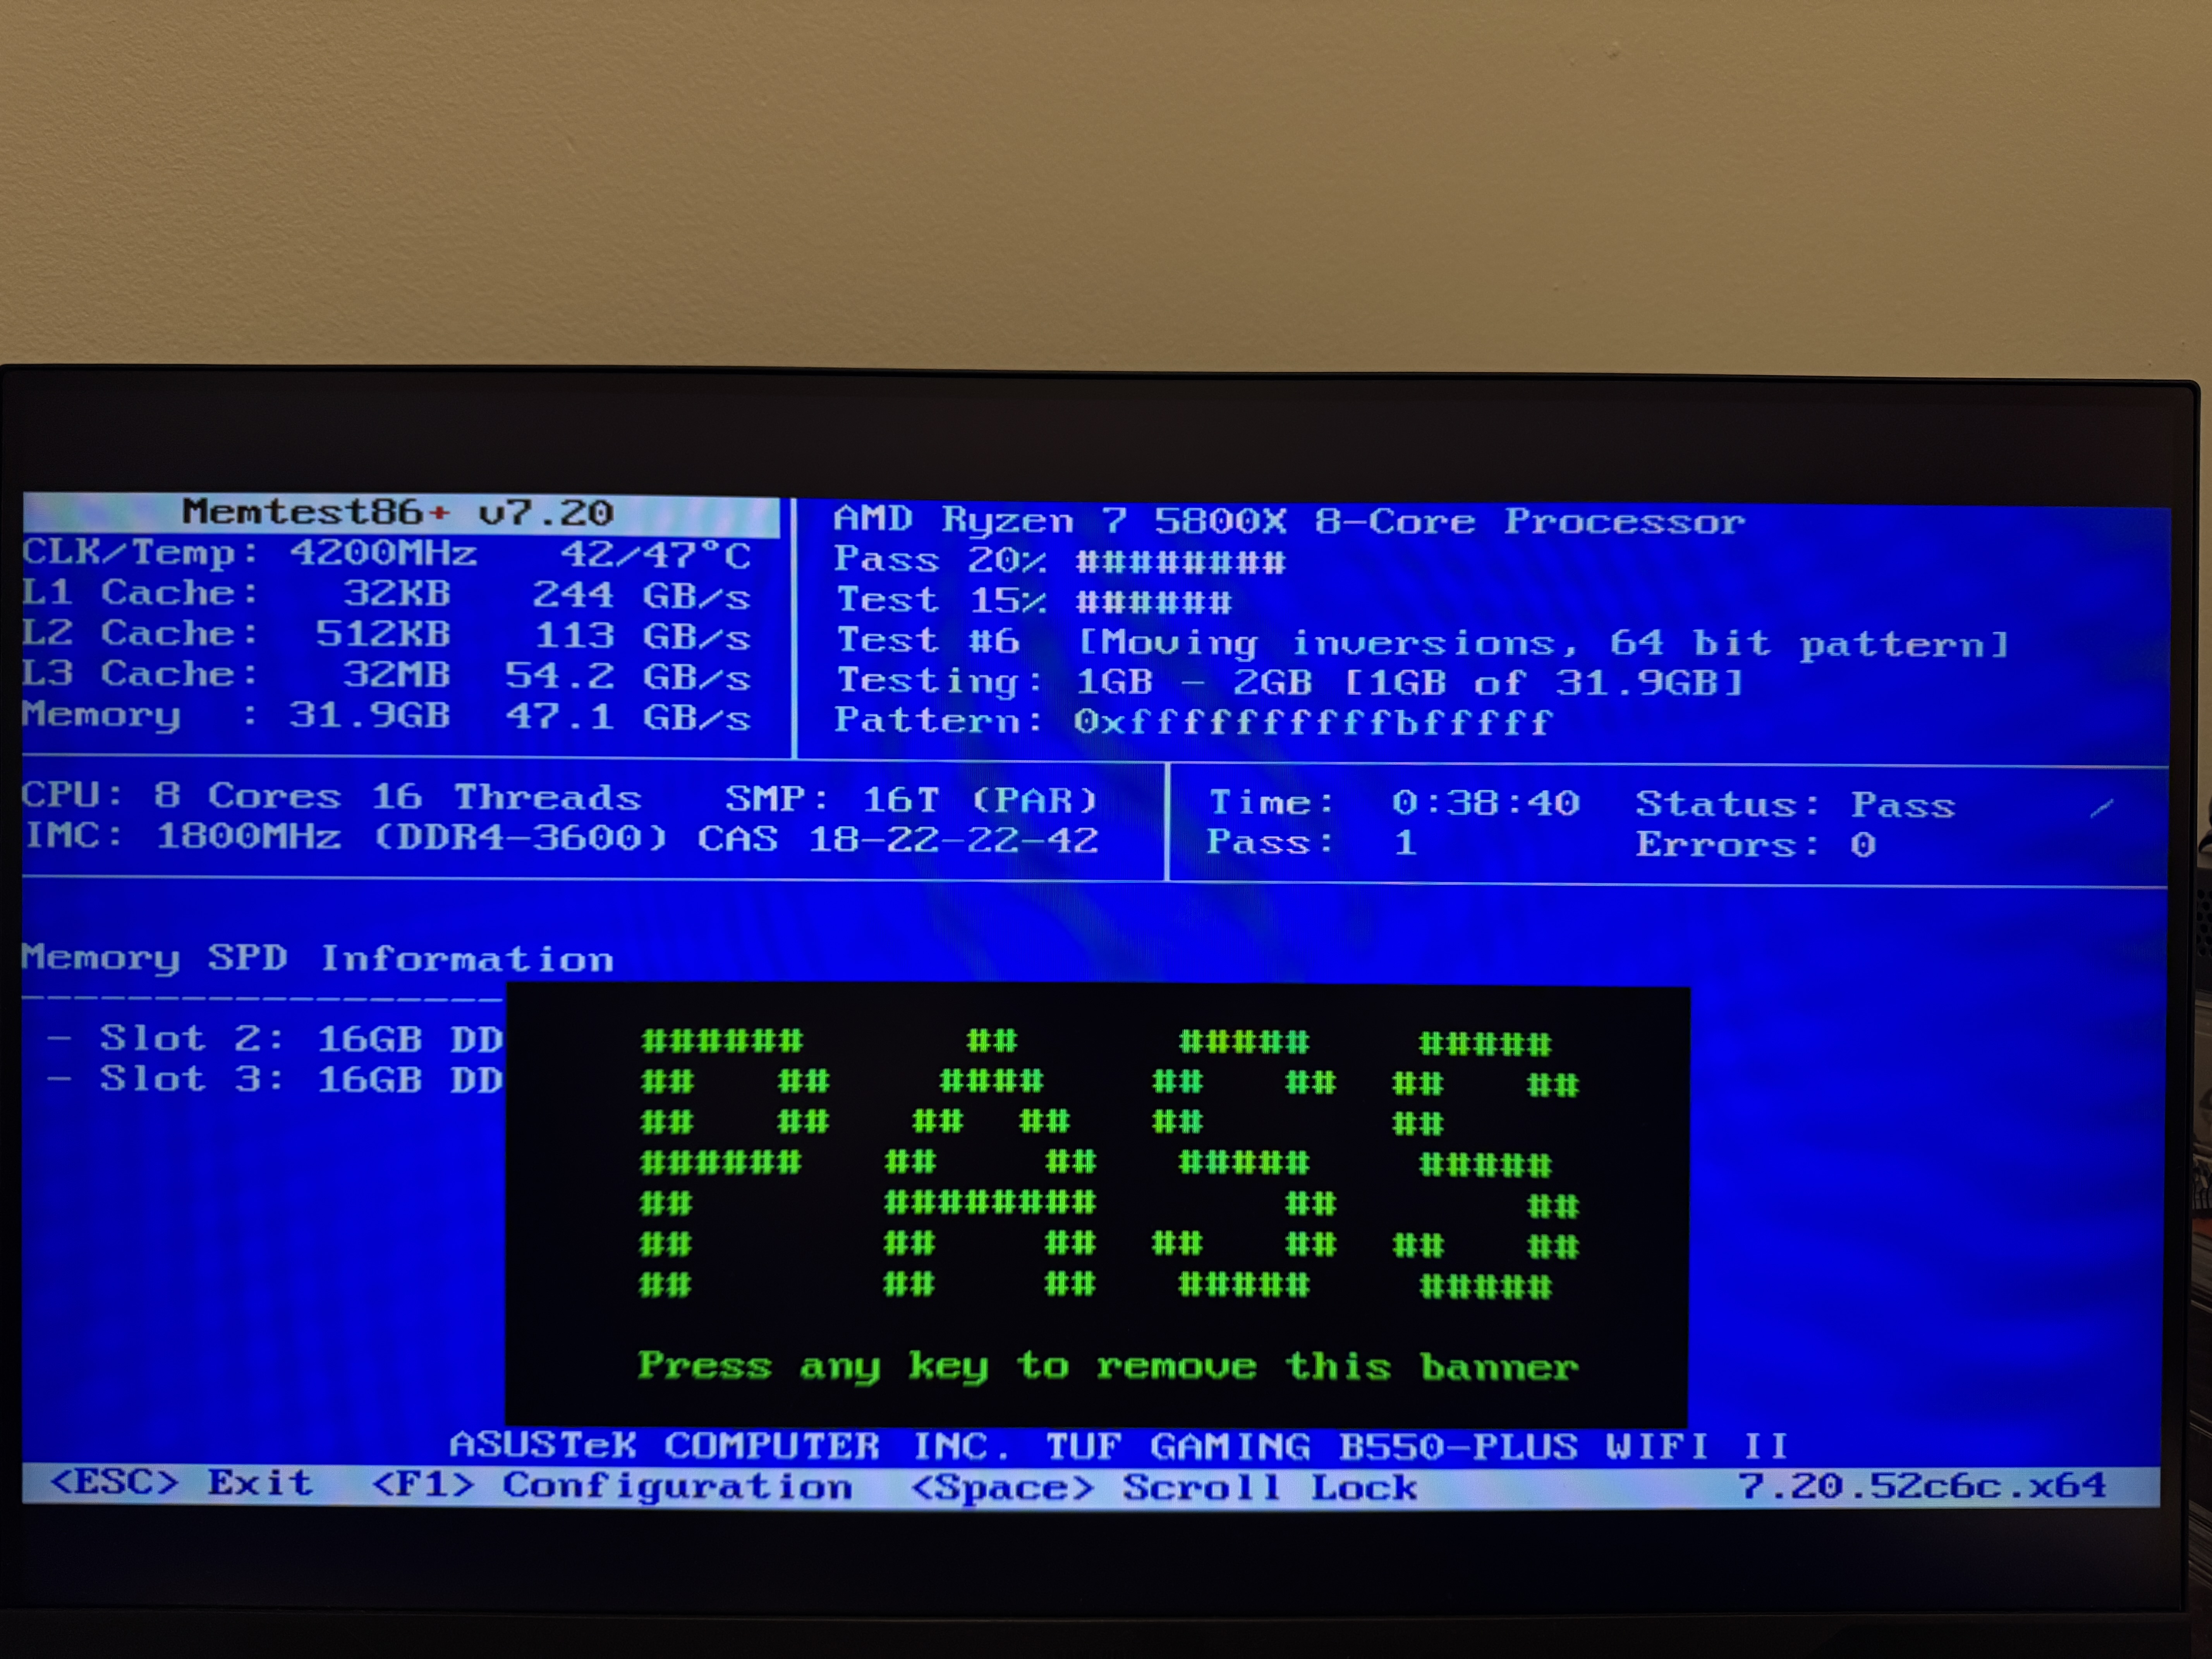 Memtest86+ v7.20
CLK/Temp: 4200MHz 42/47°C
L1 Cache: 32KB 244 GB/s
L2 Cache: 512KB 113 GB/s
L3 Cache: 32MB 54.2 GB/s
Memory : 31.9GB 47.1 GB/s
AMD Ryzen 7 5800X 8-Core Processor
Pass 20% ########
Test 15% ######
Test #6 [Moving inversions, 64 bit pattern]
Testing: 1GB - 2GB [1GB of 31.9GB]
Pattern: 0xffffffffffbfffff
CPU: 8 Cores 16 Threads SMP: 16T (PAR)
IMC: 1800MHz (DDR4-3600) CAS 18-22-22-42
Time: 0:38:40 Status: Pass /
Pass: 1 Errors: 0
Memory SPD Information
------------------
- Slot 2: 16GB DD
- Slot 3: 16GB DD
PASS
Press any key to remove this banner
ASUSTeK COMPUTER INC. TUF GAMING B550-PLUS WIFI II
<ESC> Exit <F1> Configuration <Space> Scroll Lock 7.20.52c6c.x64